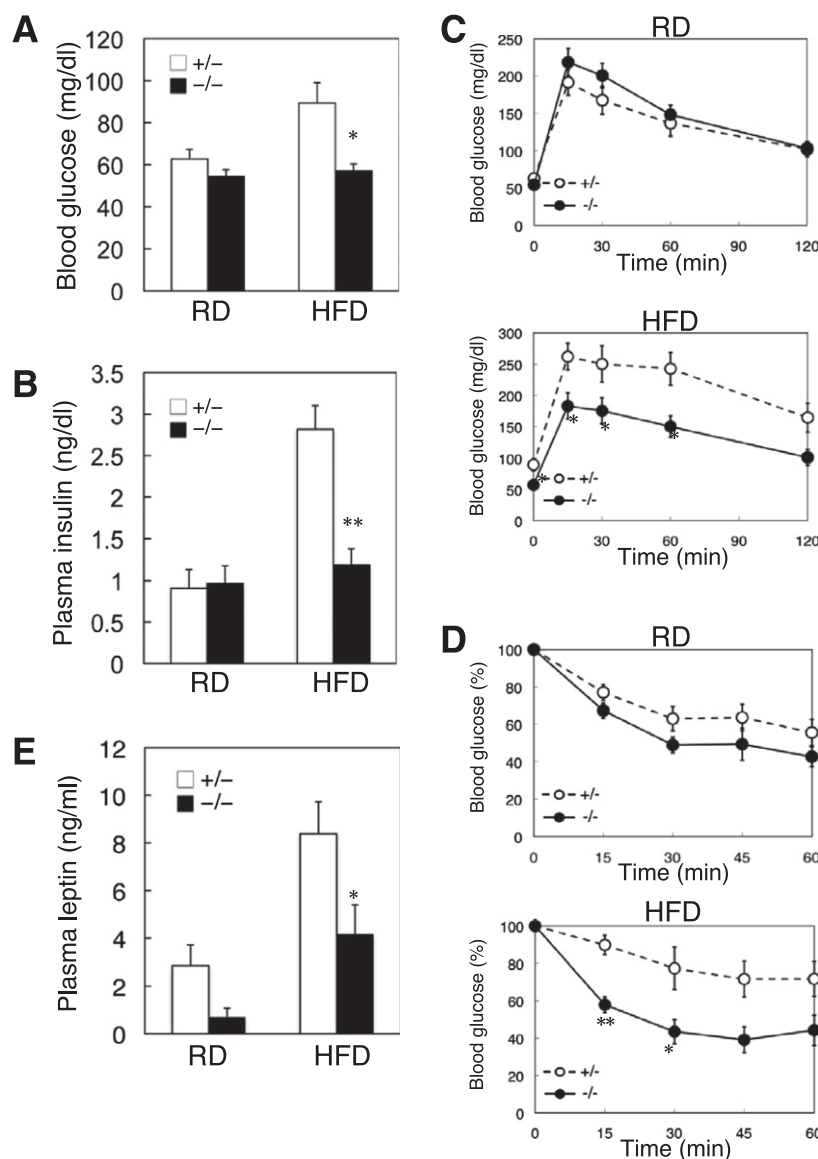 A
Blood glucose (mg/dl)
120
100
80
60
40
20
0
+/−
−/−
*
RD
HFD
B
Plasma insulin (ng/dl)
3.5
3
2.5
2
1.5
1
0.5
0
+/−
−/−
**
RD
HFD
E
Plasma leptin (ng/ml)
12
10
8
6
4
2
0
+/−
−/−
*
RD
HFD
C
RD
Blood glucose (mg/dl)
250
200
150
100
50
0
+/-
-/-
0 30 60 90 120
Time (min)
HFD
Blood glucose (mg/dl)
300
250
200
150
100
50
0
* * * *
+/-
-/-
0 30 60 90 120
Time (min)
D
RD
Blood glucose (%)
100
80
60
40
20
0
+/-
-/-
0 15 30 45 60
Time (min)
HFD
Blood glucose (%)
100
80
60
40
20
0
** *
+/-
-/-
0 15 30 45 60
Time (min)